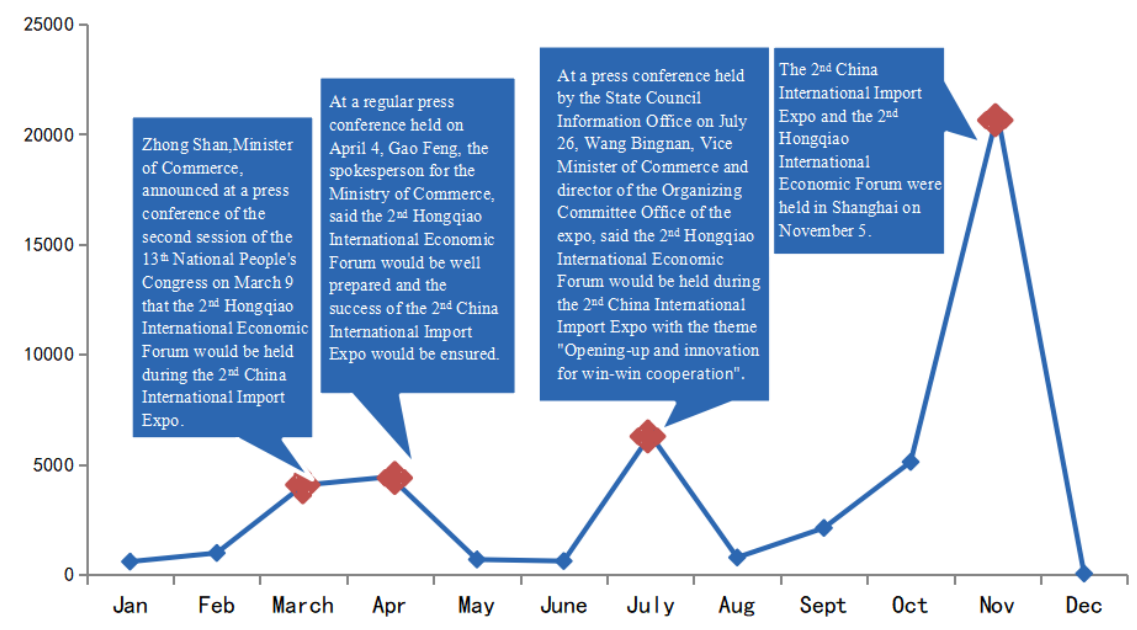 25000
20000
15000
10000
5000
0
Zhong Shan,Minister
of Commerce,
announced at a press
conference of the
second session of the
13th National People's
Congress on March 9
that the 2nd Hongqiao
International Economic
Forum would be held
during the 2nd China
International Import
Expo.
At a regular press
conference held on
April 4, Gao Feng, the
spokesperson for the
Ministry of Commerce,
said the 2nd Hongqiao
International Economic
Forum would be well
prepared and the
success of the 2nd China
International Import
Expo would be ensured.
At a press conference held
by the State Council
Information Office on July
26, Wang Bingnan, Vice
Minister of Commerce and
director of the Organizing
Committee Office of the
expo, said the 2nd Hongqiao
International Economic
Forum would be held during
the 2nd China International
Import Expo with the theme
"Opening-up and innovation
for win-win cooperation".
The 2nd China
International Import
Expo and the 2nd
Hongqiao
International
Economic Forum were
held in Shanghai on
November 5.
Jan Feb March Apr May June July Aug Sept Oct Nov Dec